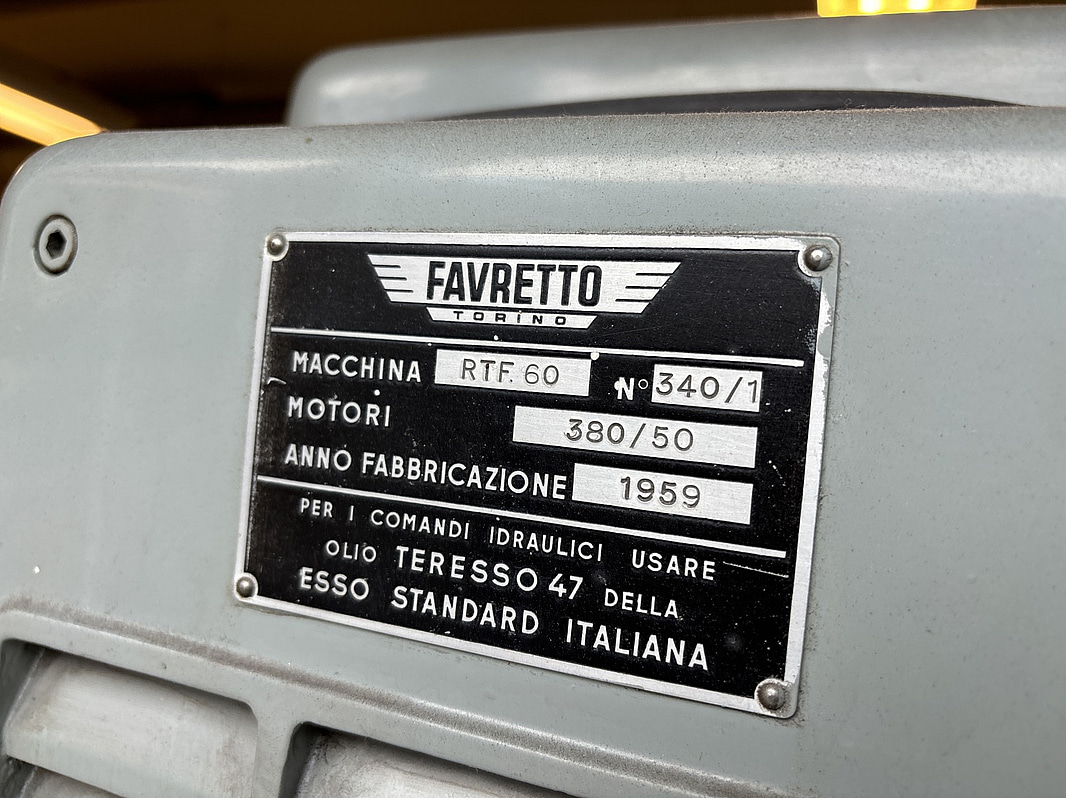 FAVRETTO
TORINO
MACCHINA RTF. 60 N° 340/1
MOTORI 380/50
ANNO FABBRICAZIONE 1959
PER I COMANDI IDRAULICI USARE
OLIO TERESSO 47 DELLA
ESSO STANDARD ITALIANA